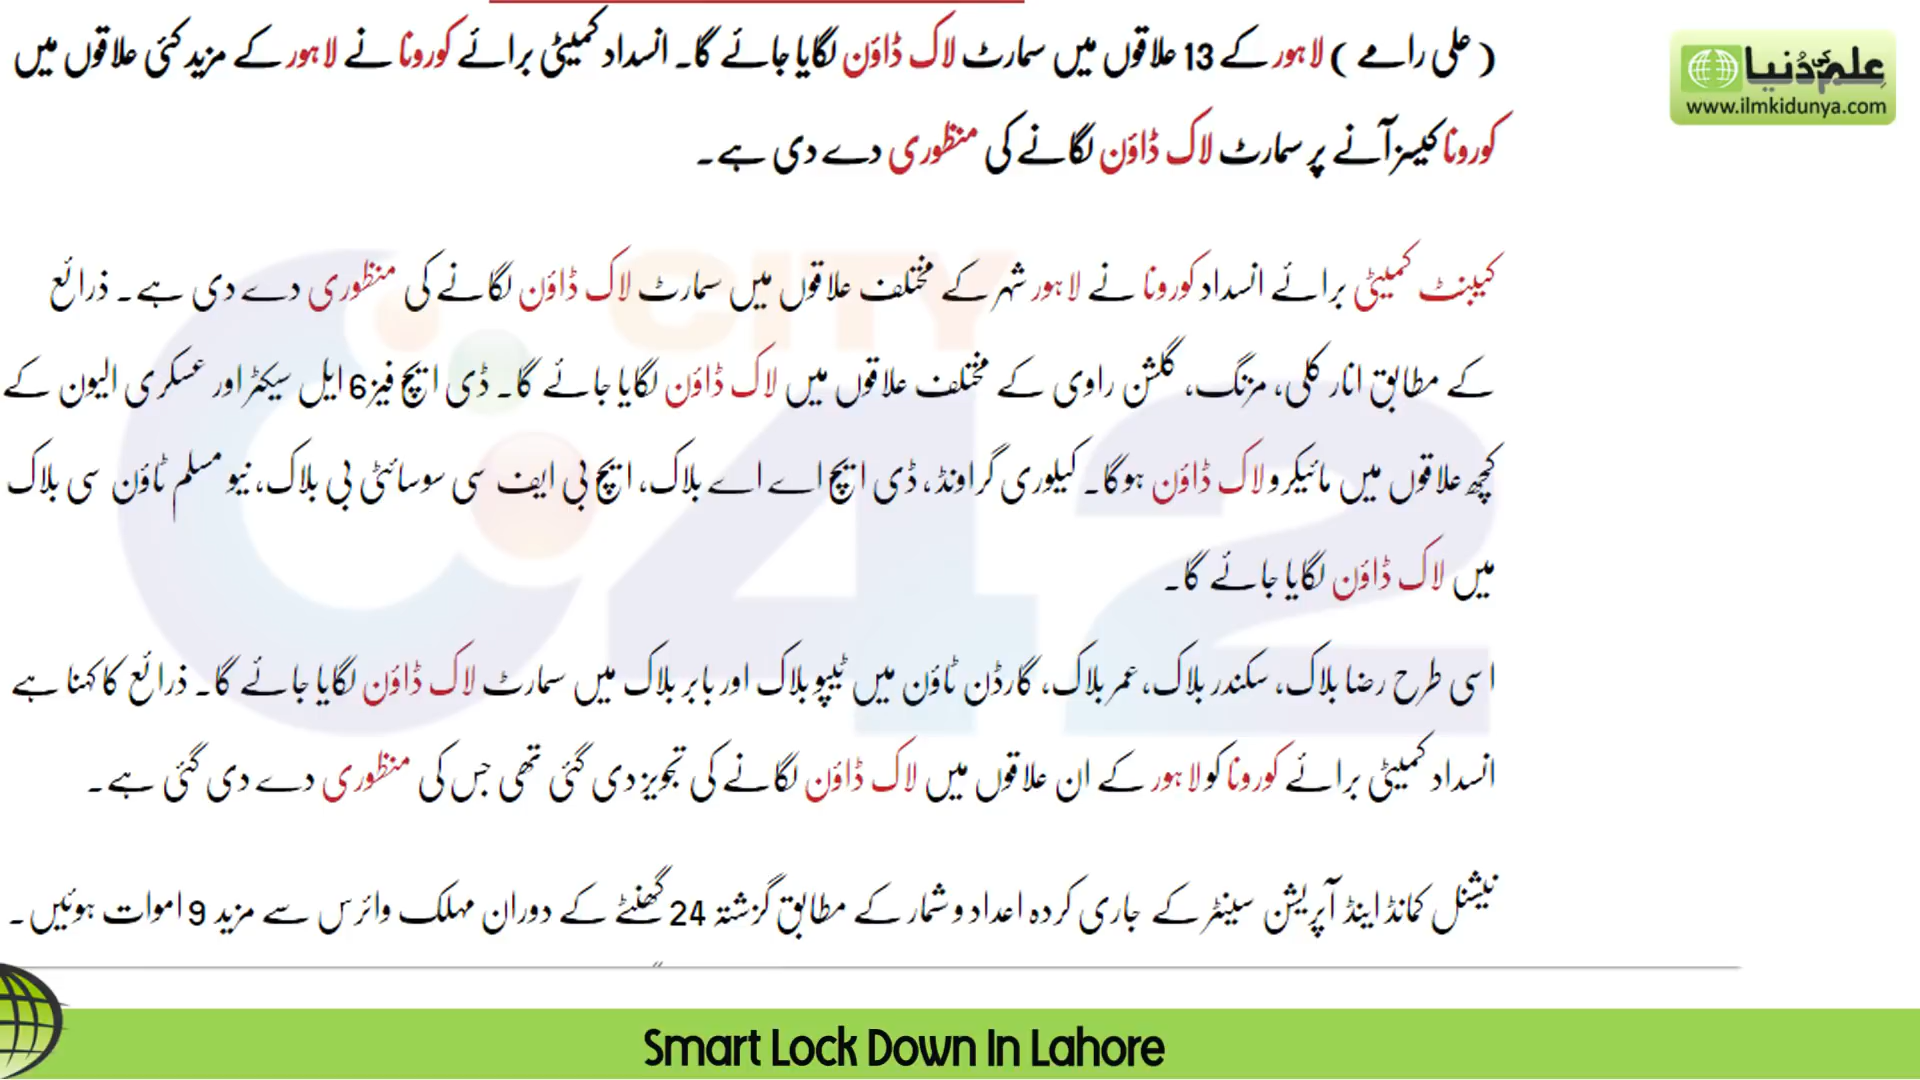 ( علی رامے ) لاہور کے 13 علاقوں میں سمارٹ لاک ڈاؤن لگایا جائے گا۔ انسداد کمیٹی برائے کورونا نے لاہور کے مزید کئی علاقوں میں
کورونا کیسز آنے پر سمارٹ لاک ڈاؤن لگانے کی منظوری دے دی ہے۔
کیبنٹ کمیٹی برائے انسداد کورونا نے لاہور شہر کے مختلف علاقوں میں سمارٹ لاک ڈاؤن لگانے کی منظوری دے دی ہے۔ ذرائع
کے مطابق انار کلی، مزنگ، گلشن راوی کے مختلف علاقوں میں لاک ڈاؤن لگایا جائے گا۔ ڈی ایچ فیز 6 ایل سیکٹر اور عسکری الیون کے
کچھ علاقوں میں مائیکرو لاک ڈاؤن ہوگا۔ کیلوری گراونڈ، ڈی ایچ اے اے بلاک، ایچ بی ایف سی سوسائٹی بی بلاک، نیو مسلم ٹاؤن سی بلاک
میں لاک ڈاؤن لگایا جائے گا۔
اسی طرح رضا بلاک، سکندر بلاک، عمر بلاک، گارڈن ٹاؤن میں ٹیپو بلاک اور بابر بلاک میں سمارٹ لاک ڈاؤن لگایا جائے گا۔ ذرائع کا کہنا ہے
انسداد کمیٹی برائے کورونا کو لاہور کے ان علاقوں میں لاک ڈاؤن لگانے کی تجویز دی گئی تھی جس کی منظوری دے دی گئی ہے۔
نیشنل کمانڈ اینڈ آپریشن سینٹر کے جاری کردہ اعداد و شمار کے مطابق گزشتہ 24 گھنٹے کے دوران مہلک وائرس سے مزید 9 اموات ہوئیں۔
علم کی دُنیا
www.ilmkidunya.com
CITY
42
Smart Lock Down In Lahore